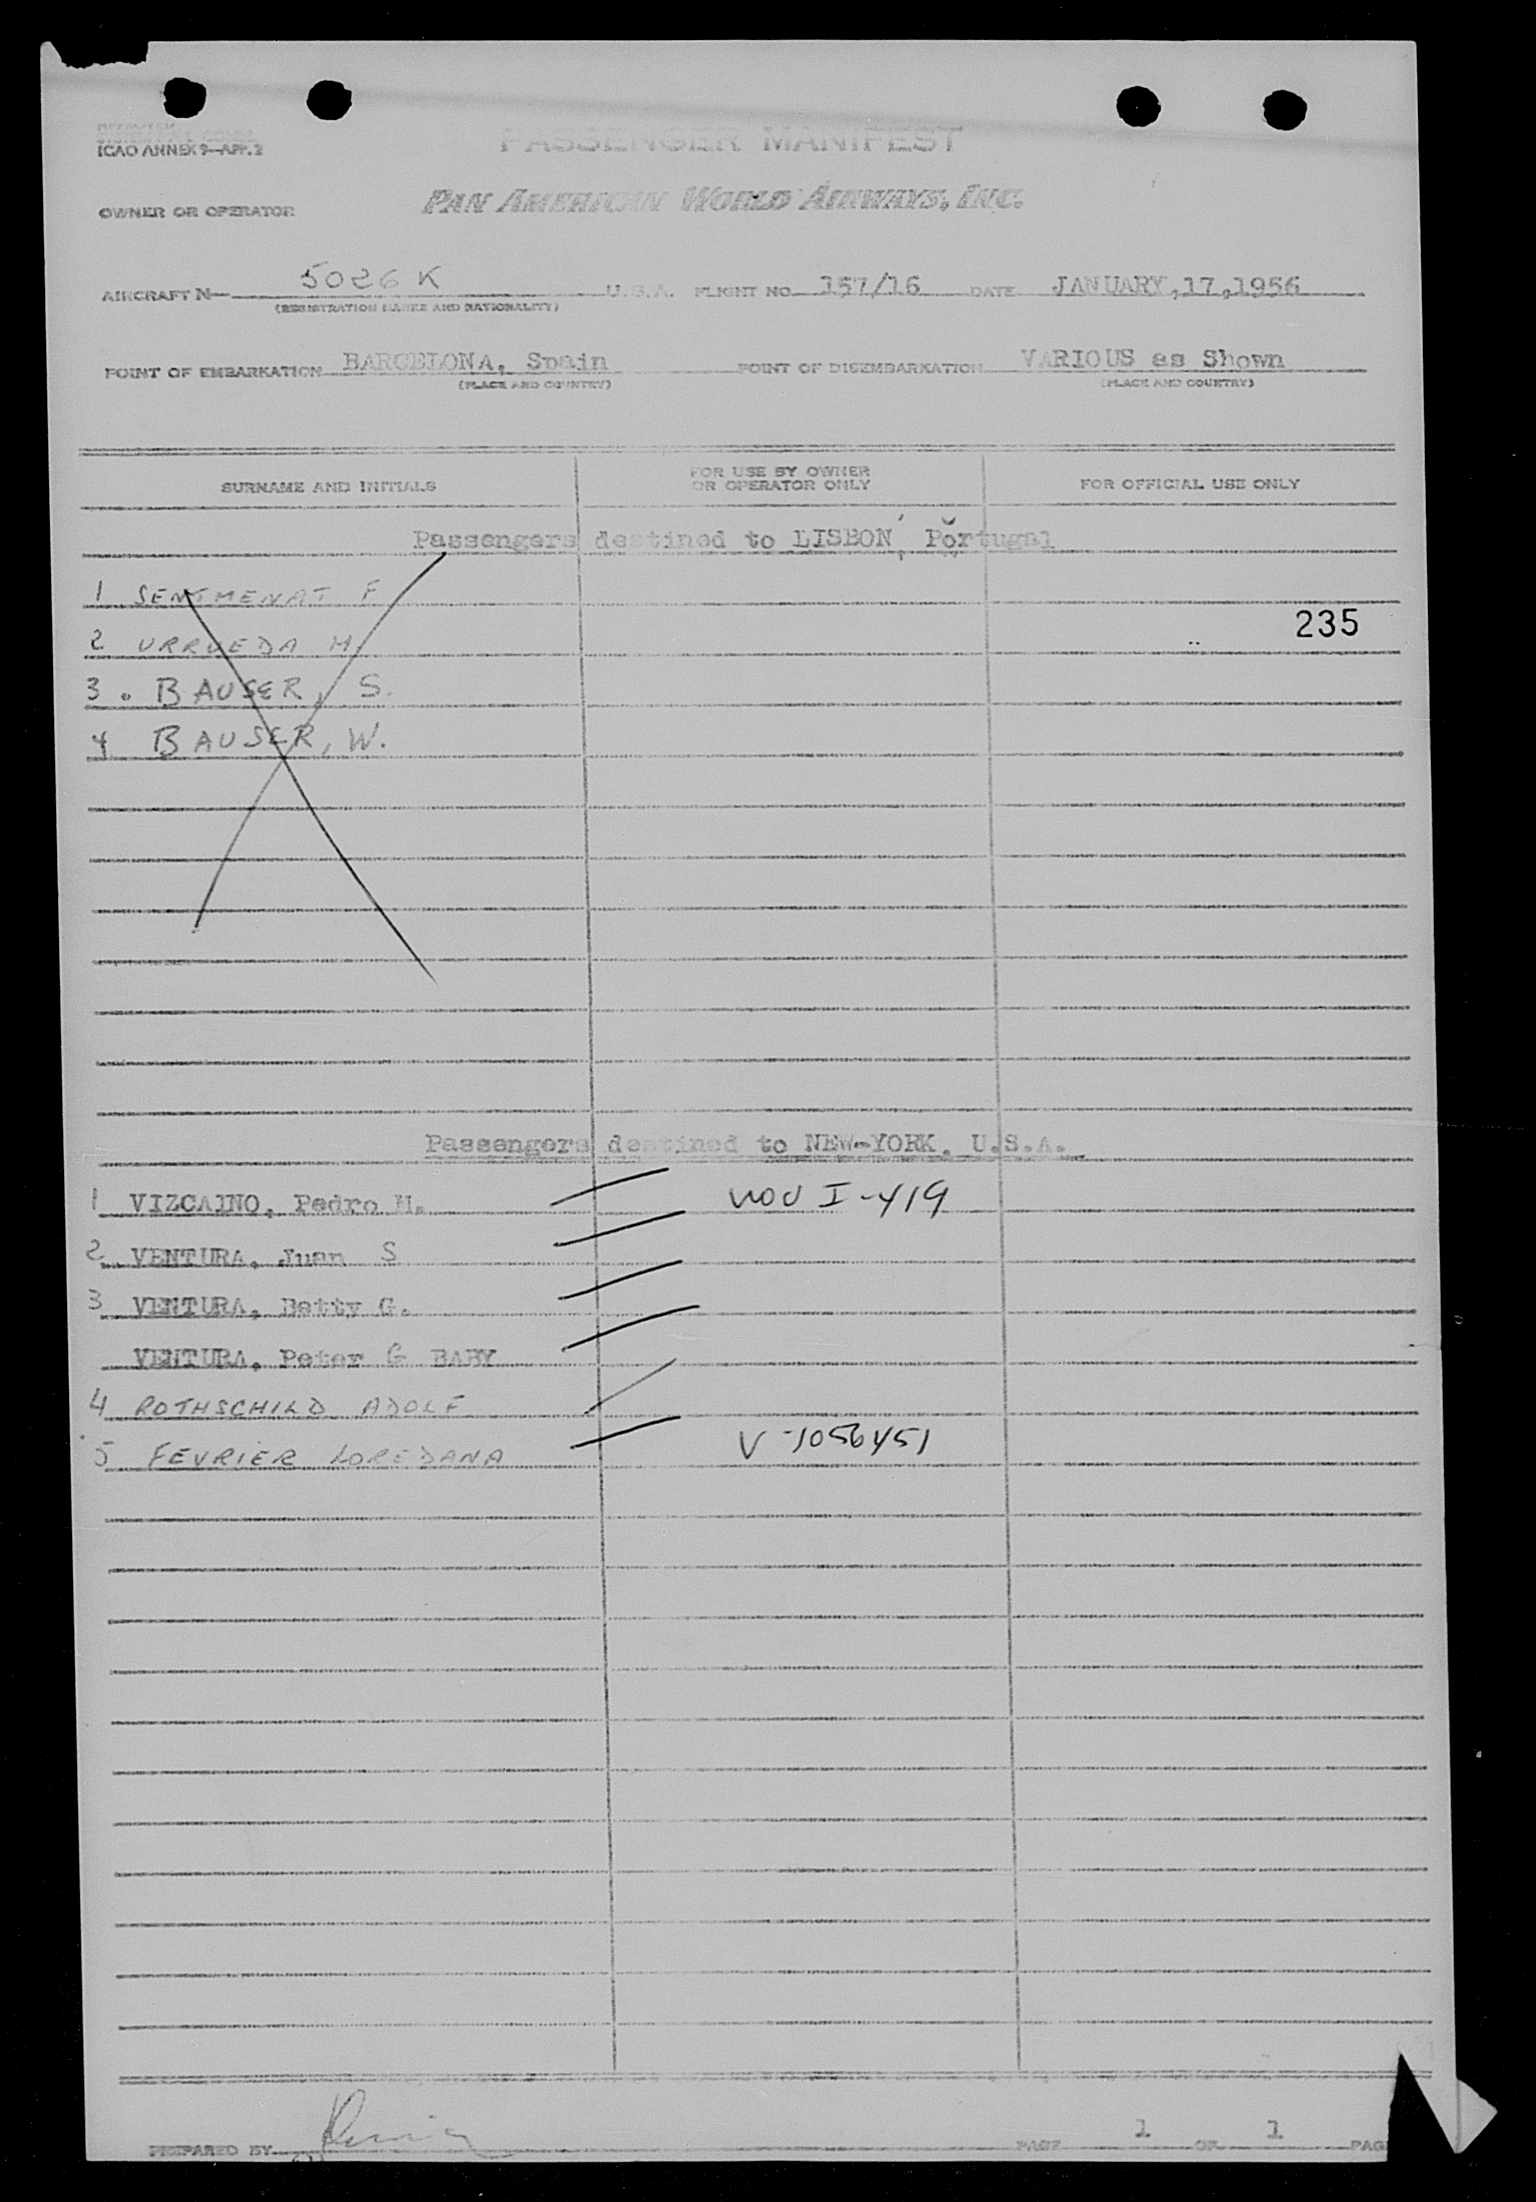 ICAO ANNEX 9—APP. 2
PASSENGER MANIFEST
OWNER OR OPERATOR PAN AMERICAN WORLD AIRWAYS, INC.
AIRCRAFT N— 5026K U.S.A. FLIGHT NO. 157/16 DATE JANUARY,17,1956
(REGISTRATION MARKS AND NATIONALITY)
POINT OF EMBARKATION BARCELONA, Spain POINT OF DISEMBARKATION VARIOUS as Shown
(PLACE AND COUNTRY) (PLACE AND COUNTRY)
SURNAME AND INITIALS FOR USE BY OWNER OR OPERATOR ONLY FOR OFFICIAL USE ONLY
Passengers destined to LISBON, Portugal
1 SENTMENAT F
235
2 URRUEDA M
3. BAUSER, S.
4 BAUSER, W.
Passengers destined to NEW-YORK, U.S.A.
1 VIZCAINO, Pedro M. I-419
2 VENTURA, Juan S
3 VENTURA, Betty G.
VENTURA, Peter G BABY
4 ROTHSCHILD ADOLF
5 FEVRIER LOREDANA V-1056451
PREPARED BY PAGE 1 OF 1 PAG